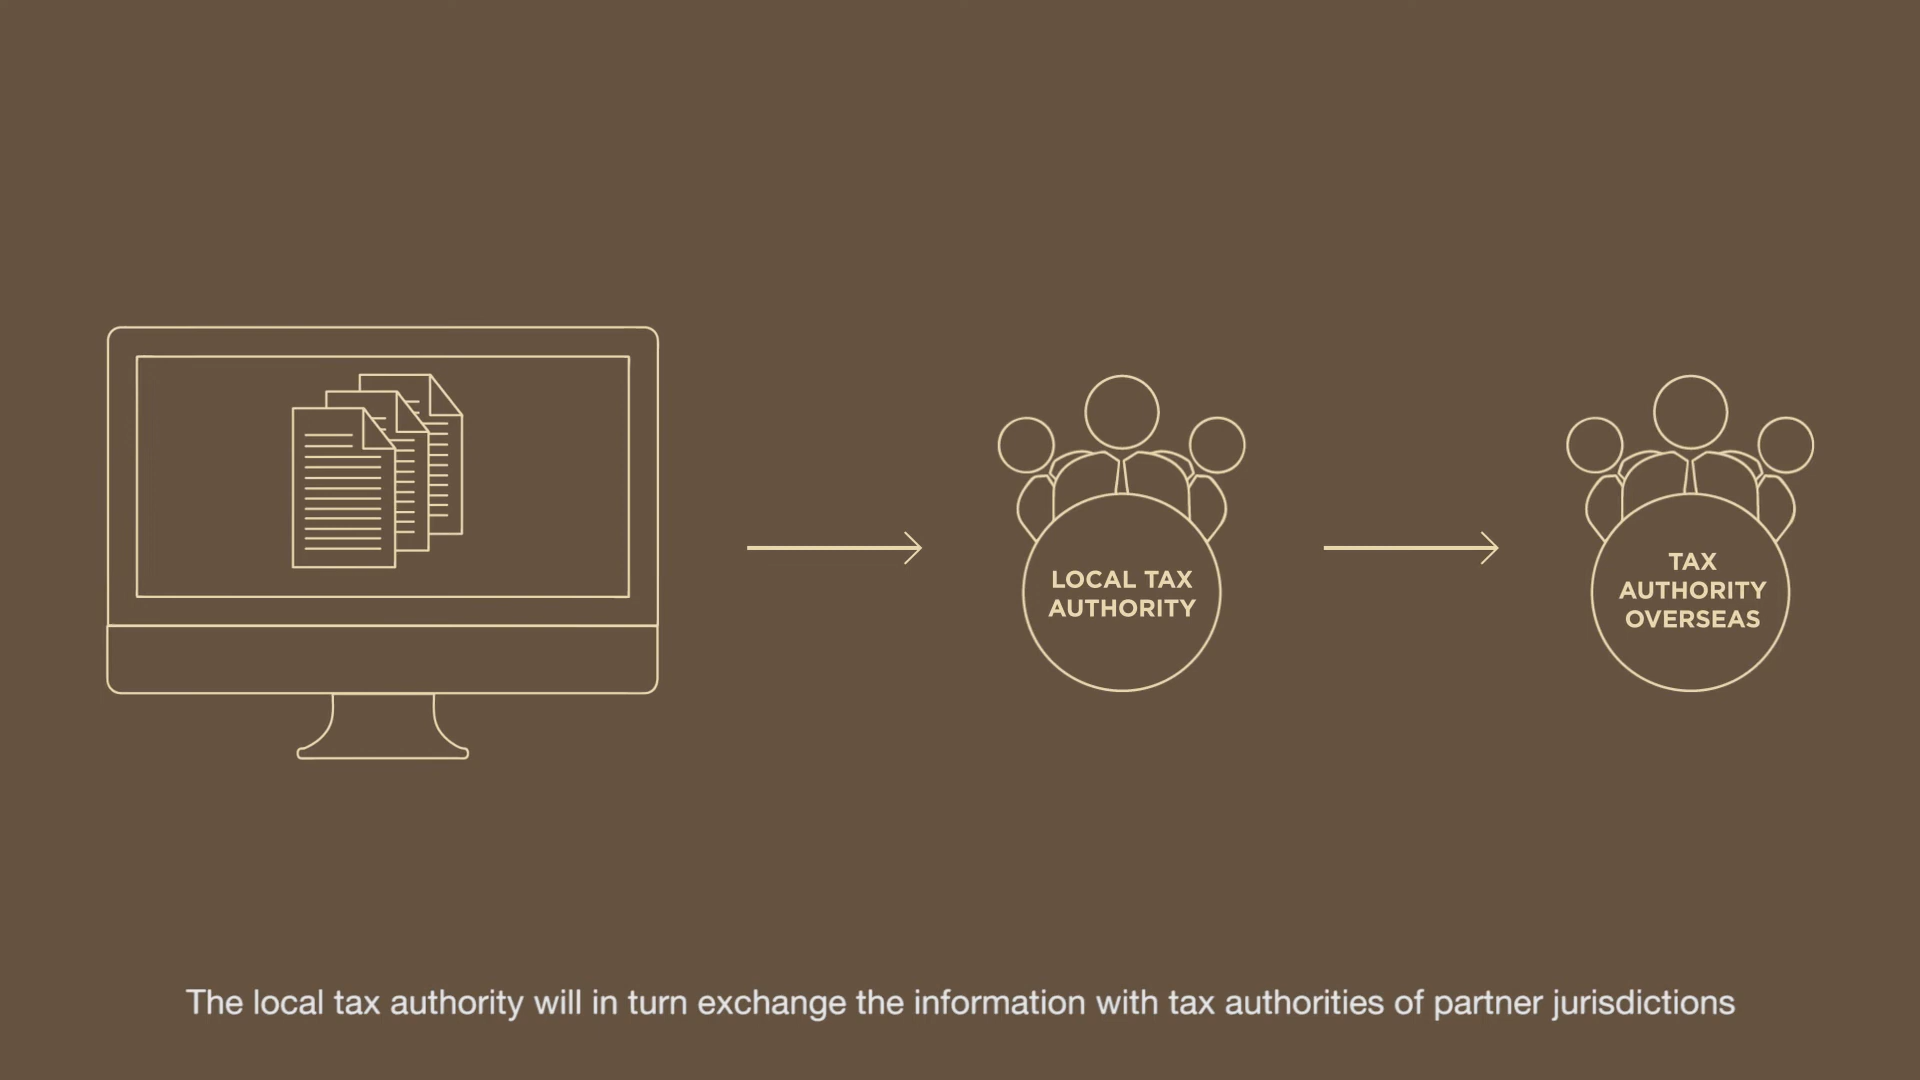 LOCAL TAX
AUTHORITY
TAX
AUTHORITY
OVERSEAS
The local tax authority will in turn exchange the information with tax authorities of partner jurisdictions